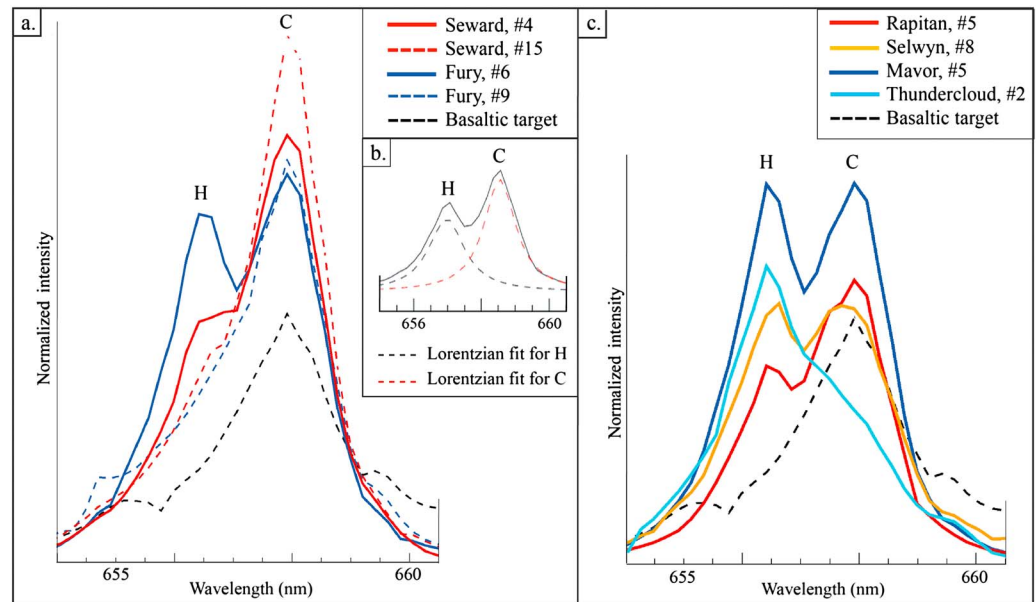 a.
C
H
Seward, #4
Seward, #15
Fury, #6
Fury, #9
Basaltic target
Normalized intensity
655
660
Wavelength (nm)
b.
C
H
656
660
Lorentzian fit for H
Lorentzian fit for C
c.
Rapitan, #5
Selwyn, #8
Mavor, #5
Thundercloud, #2
Basaltic target
H
C
Normalized intensity
655
660
Wavelength (nm)